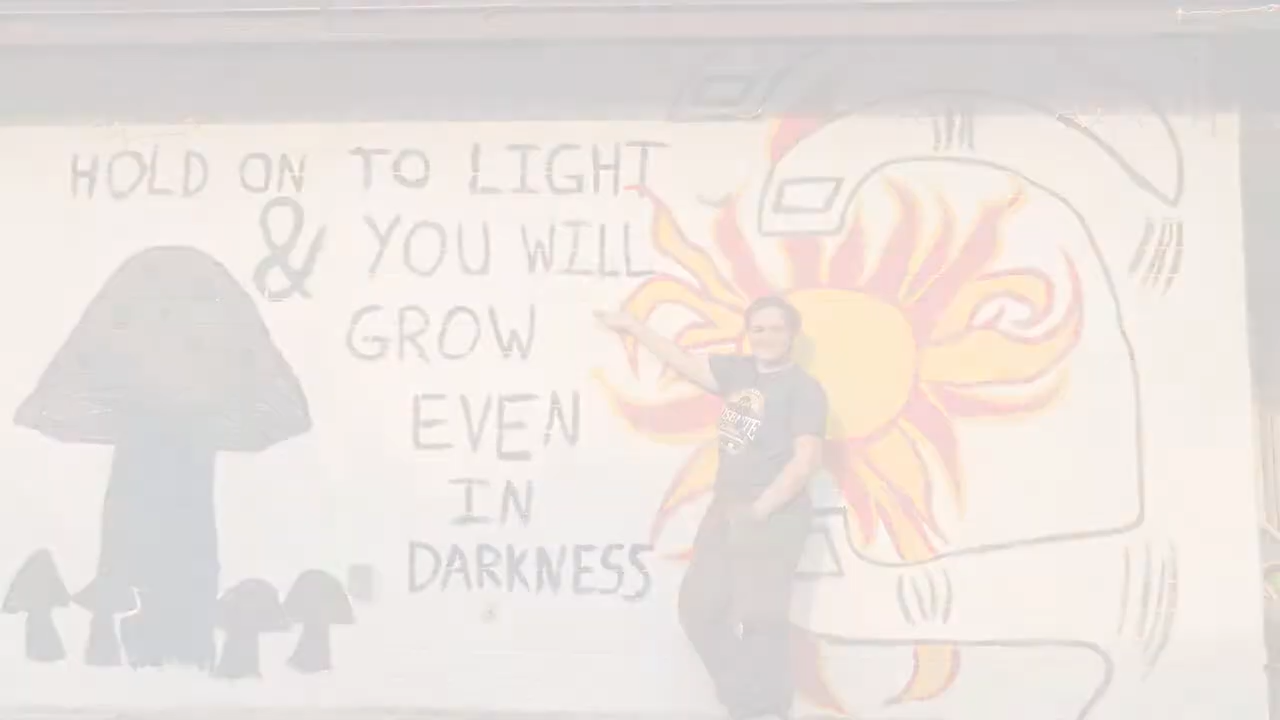 HOLD ON TO LIGHT
& YOU WILL
GROW
EVEN
IN
DARKNESS